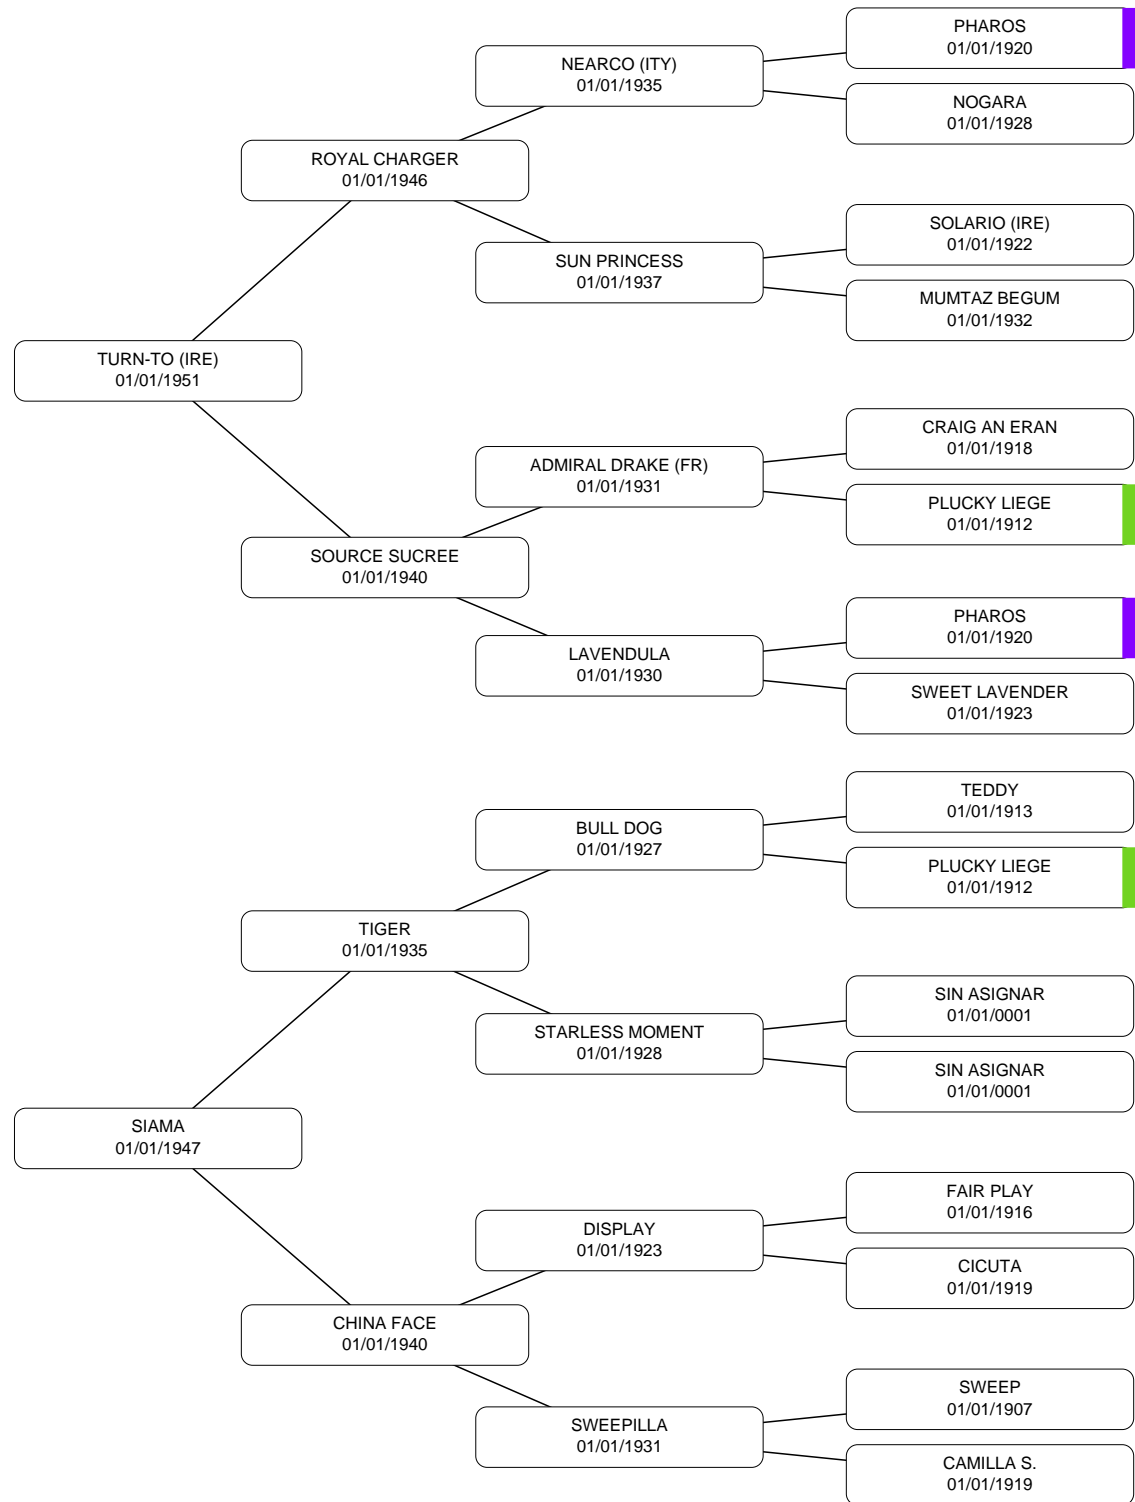 PHAROS
01/01/1920
NEARCO (ITY)
01/01/1935
NOGARA
01/01/1928
ROYAL CHARGER
01/01/1946
SOLARIO (IRE)
01/01/1922
SUN PRINCESS
01/01/1937
MUMTAZ BEGUM
01/01/1932
TURN-TO (IRE)
01/01/1951
CRAIG AN ERAN
01/01/1918
ADMIRAL DRAKE (FR)
01/01/1931
PLUCKY LIEGE
01/01/1912
SOURCE SUCREE
01/01/1940
PHAROS
01/01/1920
LAVENDULA
01/01/1930
SWEET LAVENDER
01/01/1923
TEDDY
01/01/1913
BULL DOG
01/01/1927
PLUCKY LIEGE
01/01/1912
TIGER
01/01/1935
SIN ASIGNAR
01/01/0001
STARLESS MOMENT
01/01/1928
SIN ASIGNAR
01/01/0001
SIAMA
01/01/1947
FAIR PLAY
01/01/1916
DISPLAY
01/01/1923
CICUTA
01/01/1919
CHINA FACE
01/01/1940
SWEEP
01/01/1907
SWEEPILLA
01/01/1931
CAMILLA S.
01/01/1919